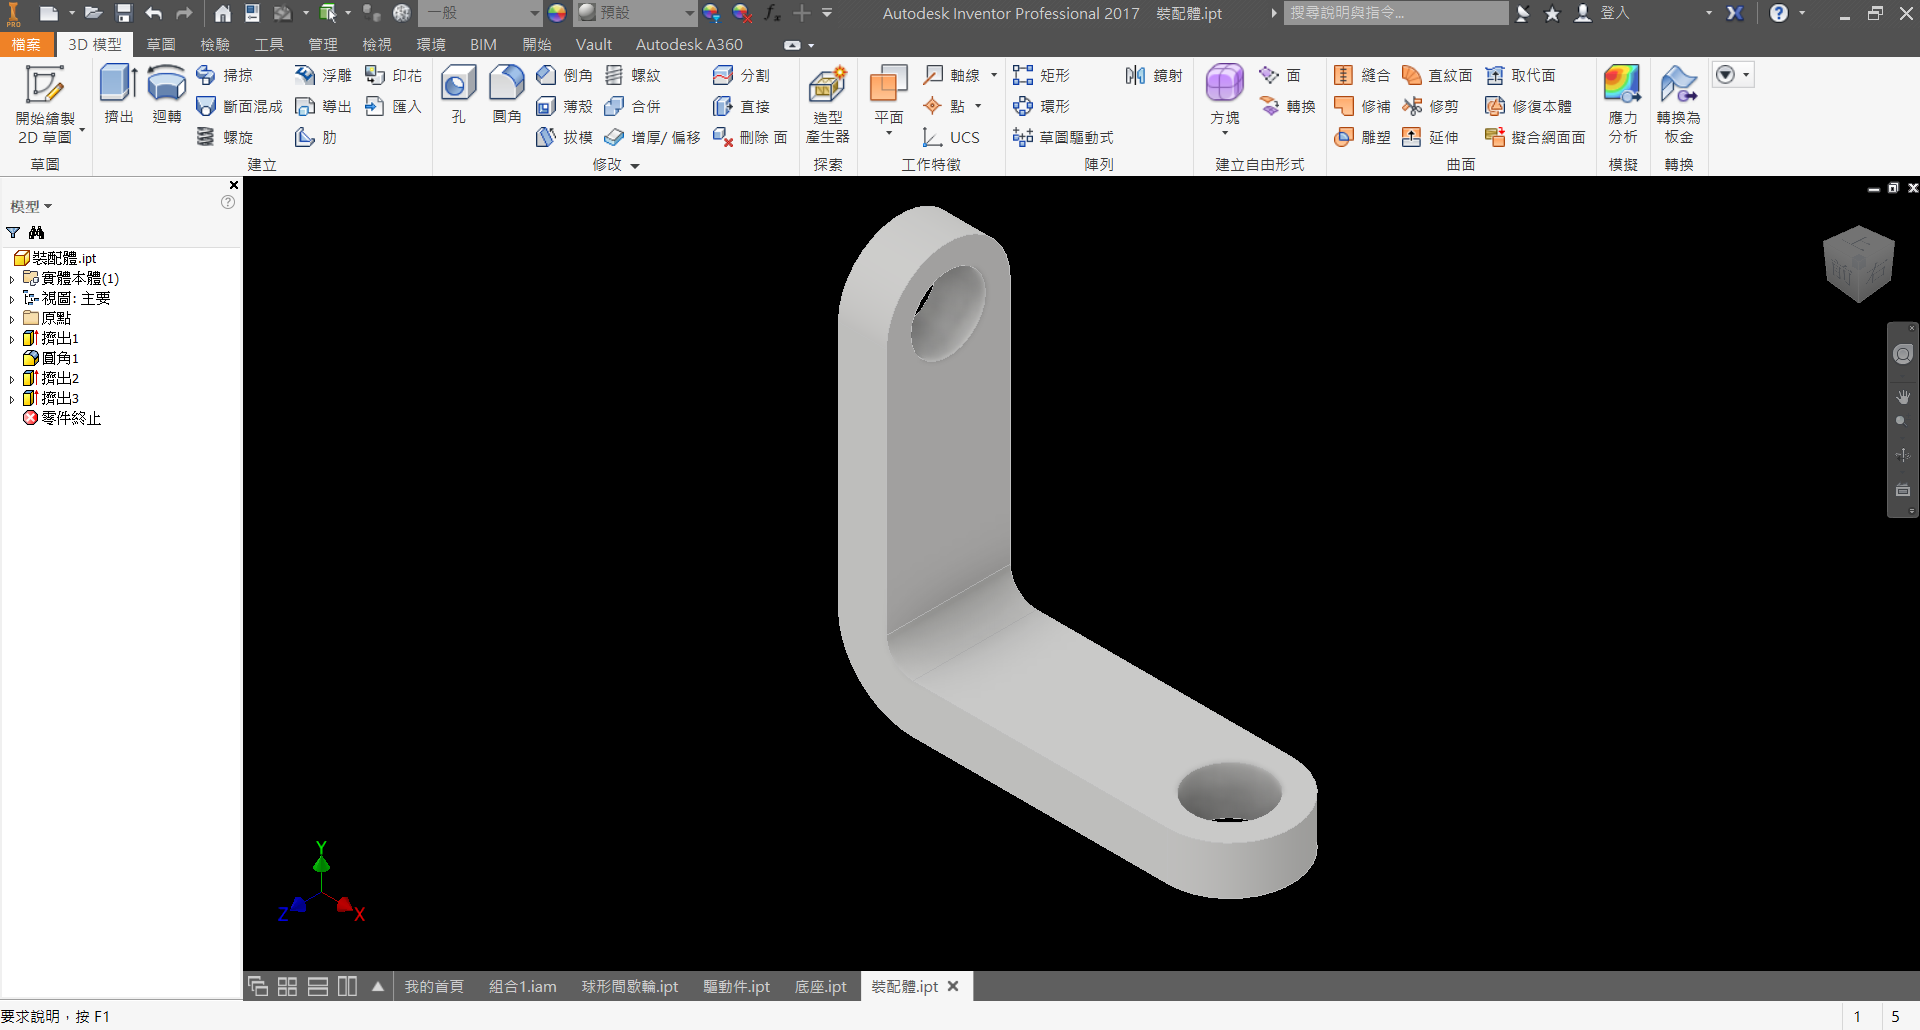 PRO
一般
預設
fx
Autodesk Inventor Professional 2017 裝配體.ipt
搜尋說明與指令...
登入
檔案 3D 模型 草圖 檢驗 工具 管理 檢視 環境 BIM 開始 Vault Autodesk A360
開始繪製
2D 草圖
草圖
擠出
迴轉
掃掠
斷面混成
螺旋
浮雕
導出
肋
印花
匯入
建立
孔
圓角
倒角
薄殼
拔模
螺紋
合併
增厚/ 偏移
分割
直接
刪除 面
修改
造型
產生器
探索
平面
軸線
點
UCS
工作特徵
矩形
環形
草圖驅動式
鏡射
陣列
方塊
面
轉換
建立自由形式
縫合
修補
雕塑
直紋面
修剪
延伸
取代面
修復本體
擬合網面面
曲面
應力
分析
模擬
轉換為
板金
轉換
模型
裝配體.ipt
實體本體(1)
視圖: 主要
原點
擠出1
圓角1
擠出2
擠出3
零件終止
Y
Z
X
我的首頁 組合1.iam 球形間歇輪.ipt 驅動件.ipt 底座.ipt 裝配體.ipt
要求說明，按 F1
1 5